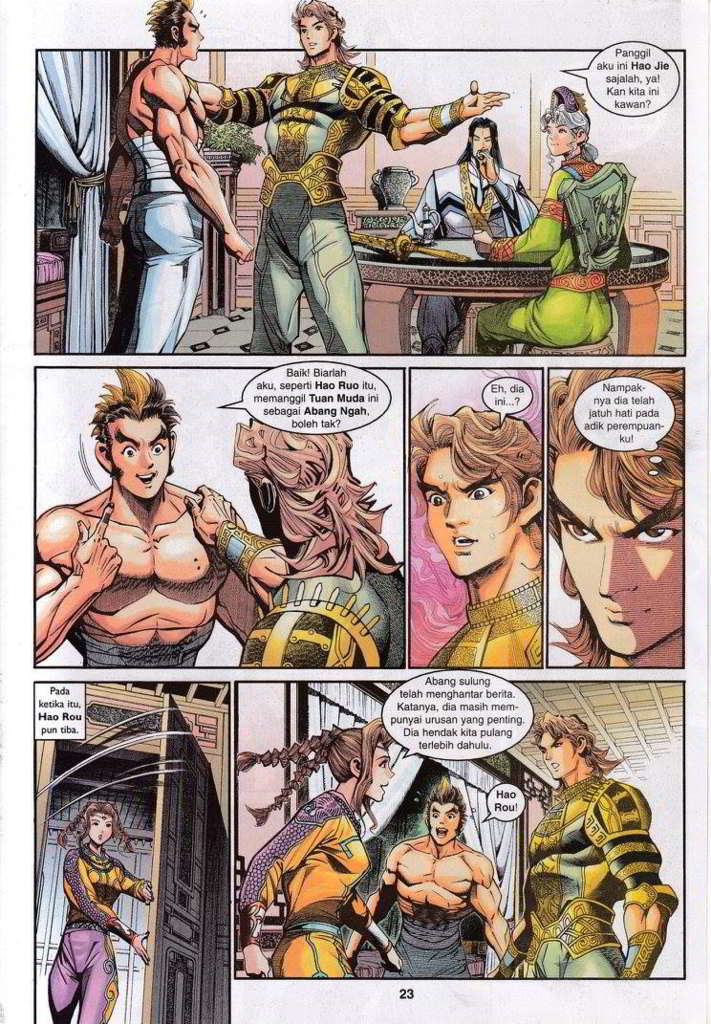 Panggil
aku ini Hao Jie
sajalah, ya!
Kan kita ini
kawan?
Baik! Biarlah
aku, seperti Hao Ruo itu,
memanggil Tuan Muda ini
sebagai Abang Ngah,
boleh tak?
Eh, dia
ini...?
Nampak-
nya dia telah
jatuh hati pada
adik perempuan-
ku!
Pada
ketika itu,
Hao Rou
pun tiba.
Abang sulung
telah menghantar berita.
Katanya, dia masih mem-
punyai urusan yang penting.
Dia hendak kita pulang
terlebih dahulu.
Hao
Rou!
23